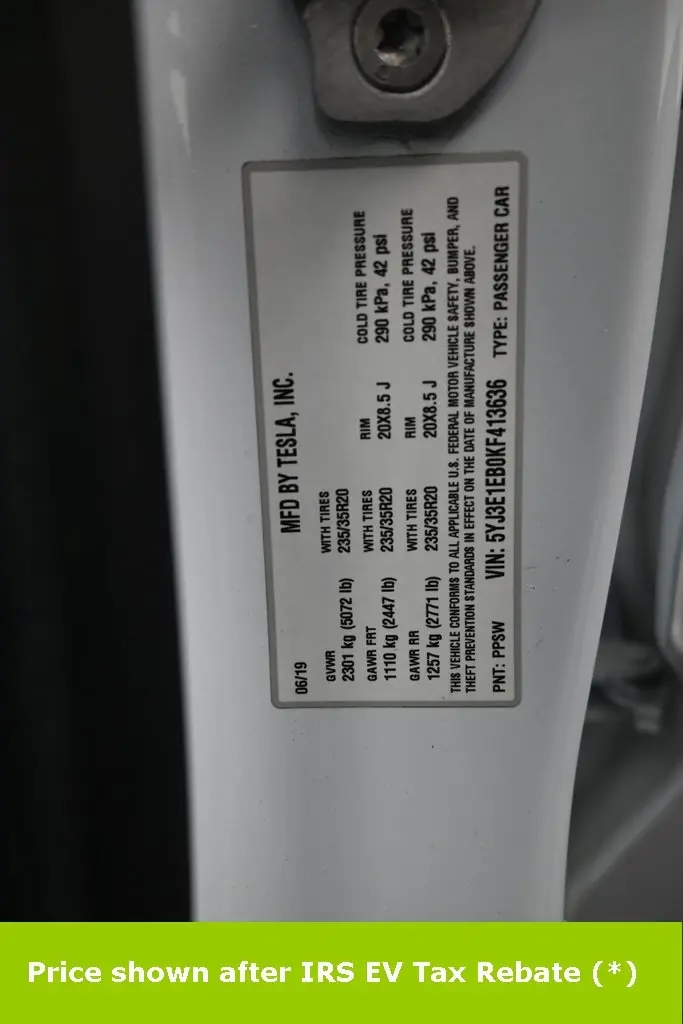 MFD BY TESLA, INC.
06/19
GVWR WITH TIRES
2301 kg (5072 lb) 235/35R20
GAWR FRT WITH TIRES RIM COLD TIRE PRESSURE
1110 kg (2447 lb) 235/35R20 20X8.5 J 290 kPa, 42 psi
GAWR RR WITH TIRES RIM COLD TIRE PRESSURE
1257 kg (2771 lb) 235/35R20 20X8.5 J 290 kPa, 42 psi
THIS VEHICLE CONFORMS TO ALL APPLICABLE U.S. FEDERAL MOTOR VEHICLE SAFETY, BUMPER, AND
THEFT PREVENTION STANDARDS IN EFFECT ON THE DATE OF MANUFACTURE SHOWN ABOVE.
PNT: PPSW VIN: 5YJ3E1EB0KF413636 TYPE: PASSENGER CAR
Price shown after IRS EV Tax Rebate (*)